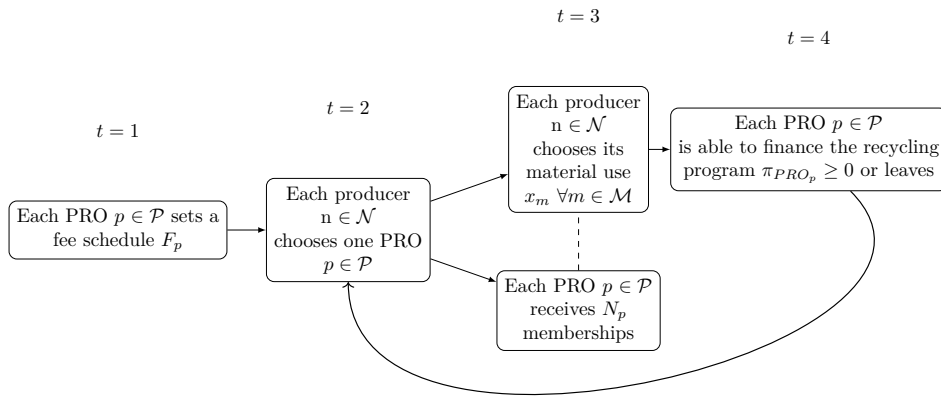 t = 1
Each PRO p ∈ 𝒫 sets a
fee schedule F_p
t = 2
Each producer
n ∈ 𝒩
chooses one PRO
p ∈ 𝒫
t = 3
Each producer
n ∈ 𝒩
chooses its
material use
x_m ∀m ∈ ℳ
Each PRO p ∈ 𝒫
receives N_p
memberships
t = 4
Each PRO p ∈ 𝒫
is able to finance the recycling
program π_{PRO_p} ≥ 0 or leaves